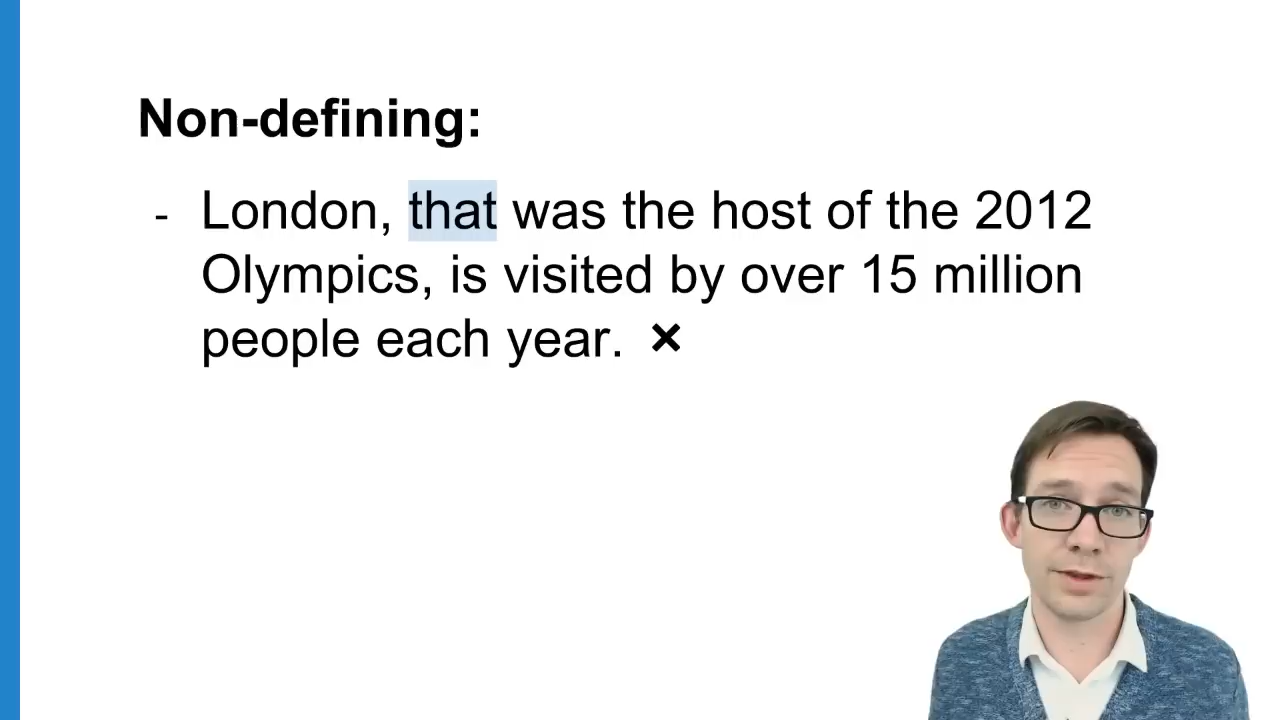 Non-defining:
- London, that was the host of the 2012
Olympics, is visited by over 15 million
people each year. ×